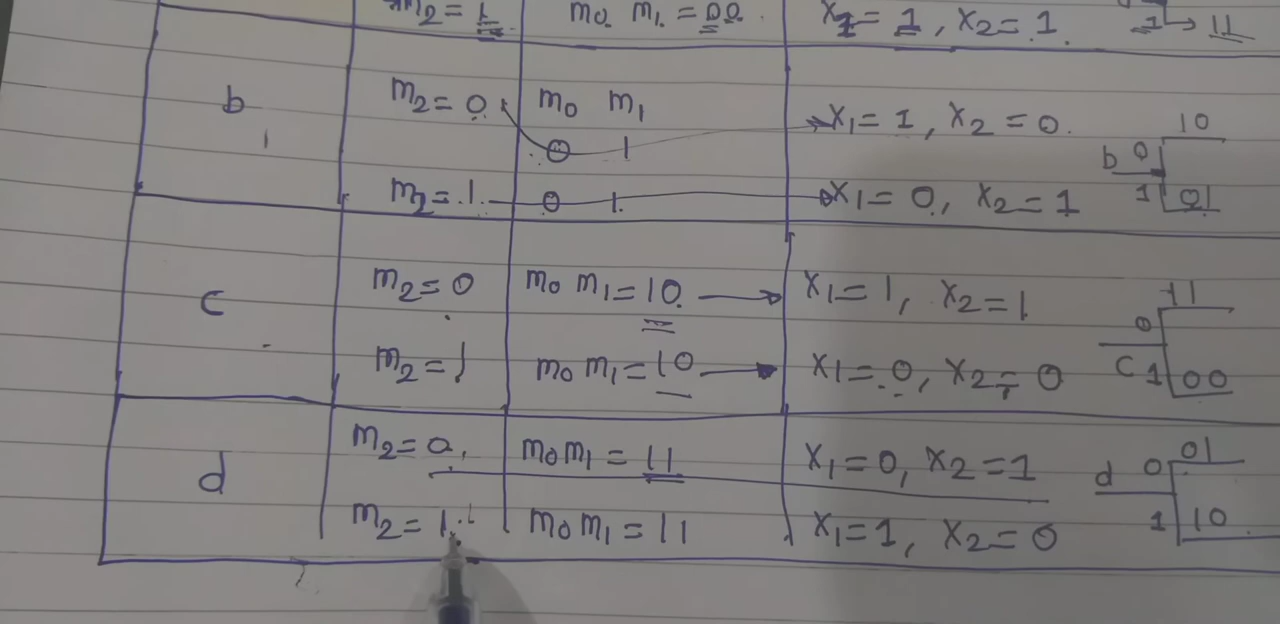 m2 = 1 m0 m1 = 00. x1 = 1, x2 = 1. 1 → 11
b m2 = 0 m0 m1 x1 = 1, x2 = 0. 10
0 1 b 0
m2 = 1 0 1 x1 = 0, x2 = 1 1 01
c m2 = 0 m0 m1 = 10 → x1 = 1, x2 = 1 11
0
m2 = 1 m0 m1 = 10 → x1 = 0, x2 = 0 c 1 00
d m2 = 0, m0 m1 = 11 x1 = 0, x2 = 1 d 0 01
m2 = 1 m0 m1 = 11 x1 = 1, x2 = 0 1 10